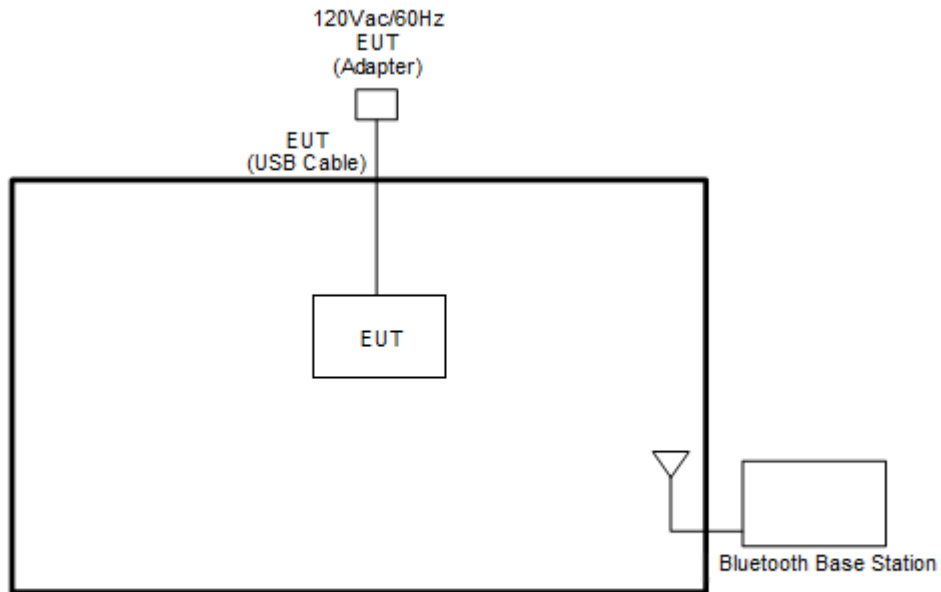 120Vac/60Hz
EUT
(Adapter)
EUT
(USB Cable)
EUT
Bluetooth Base Station